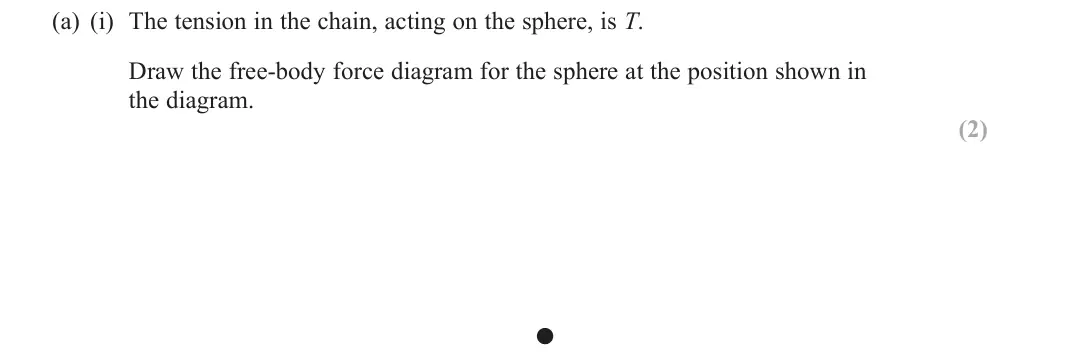 (a) (i) The tension in the chain, acting on the sphere, is T.
Draw the free-body force diagram for the sphere at the position shown in
the diagram.
(2)